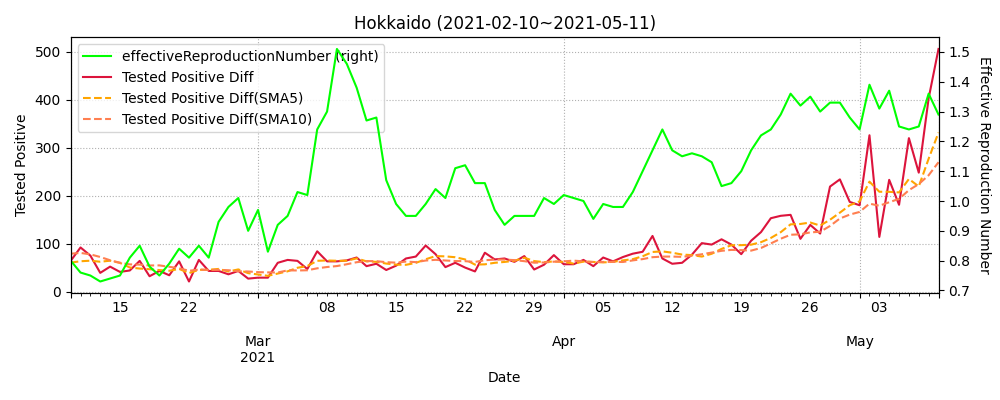 Hokkaido (2021-02-10~2021-05-11)
effectiveReproductionNumber (right)
Tested Positive Diff
Tested Positive Diff(SMA5)
Tested Positive Diff(SMA10)
Tested Positive
500
400
300
200
100
0
Effective Reproduction Number
1.5
1.4
1.3
1.2
1.1
1.0
0.9
0.8
0.7
15 22 08 15 22 29 05 12 19 26 03
Mar Apr May
2021
Date